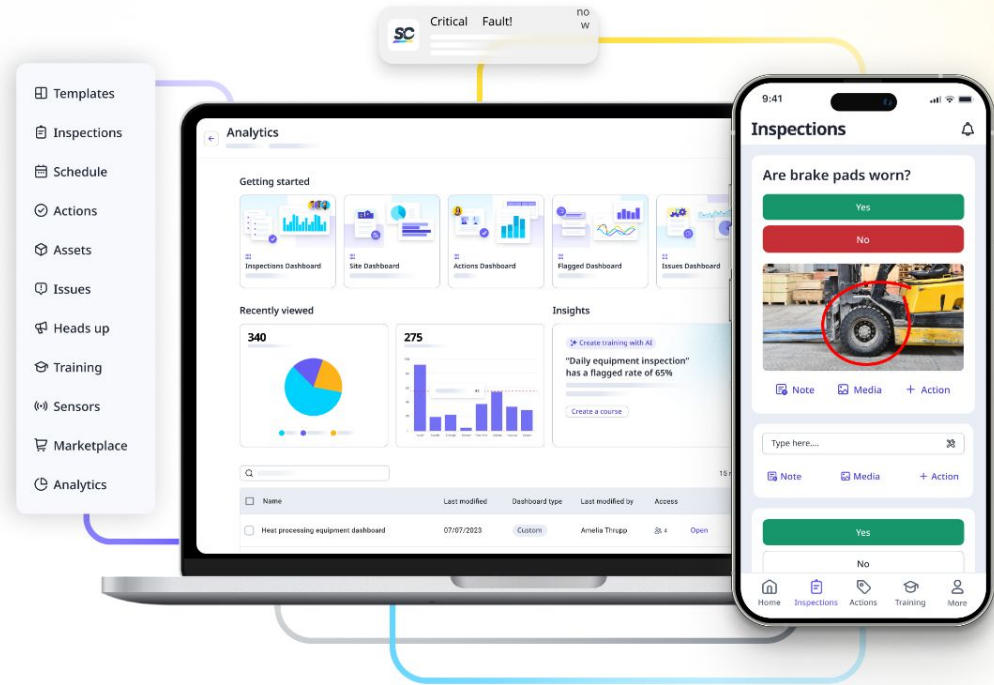 SC
Critical Fault!
no
w
Templates
Inspections
Schedule
Actions
Assets
Issues
Heads up
Training
Sensors
Marketplace
Analytics
Analytics
Getting started
Inspections Dashboard
Site Dashboard
Actions Dashboard
Flagged Dashboard
Issues Dashboard
Recently viewed
340
275
Insights
Create training with AI
"Daily equipment inspection"
has a flagged rate of 65%
Create a course
Name Last modified Dashboard type Last modified by Access
Heat processing equipment dashboard 07/07/2023 Custom Amelia Thrupp 4 Open
9:41
Inspections
Are brake pads worn?
Yes
No
Note Media + Action
Type here....
Note Media + Action
Yes
No
Home Inspections Actions Training More